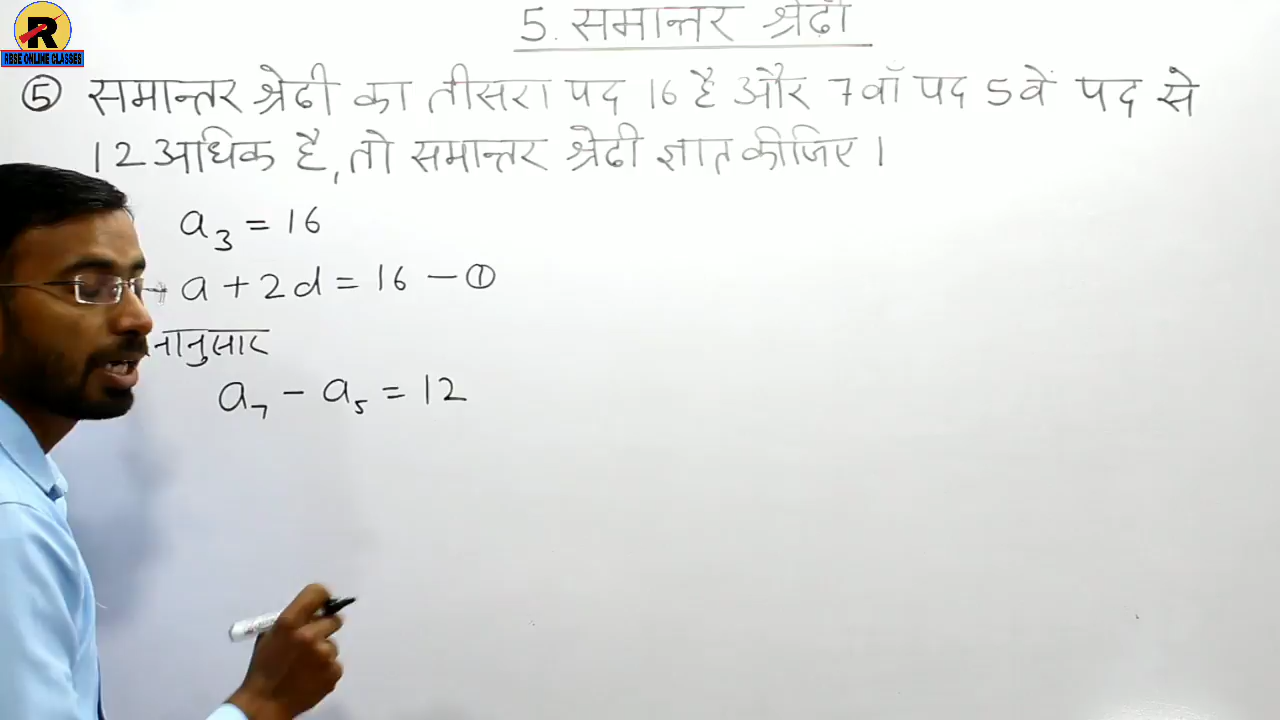 R
RBSE ONLINE CLASSES
5. समान्तर श्रेढी
⑤ समान्तर श्रेढी का तीसरा पद 16 है और 7वाँ पद 5वें पद से
12 अधिक है, तो समान्तर श्रेढी ज्ञात कीजिए।
a₃ = 16
a + 2d = 16 — ①
नानुसार
a₇ - a₅ = 12